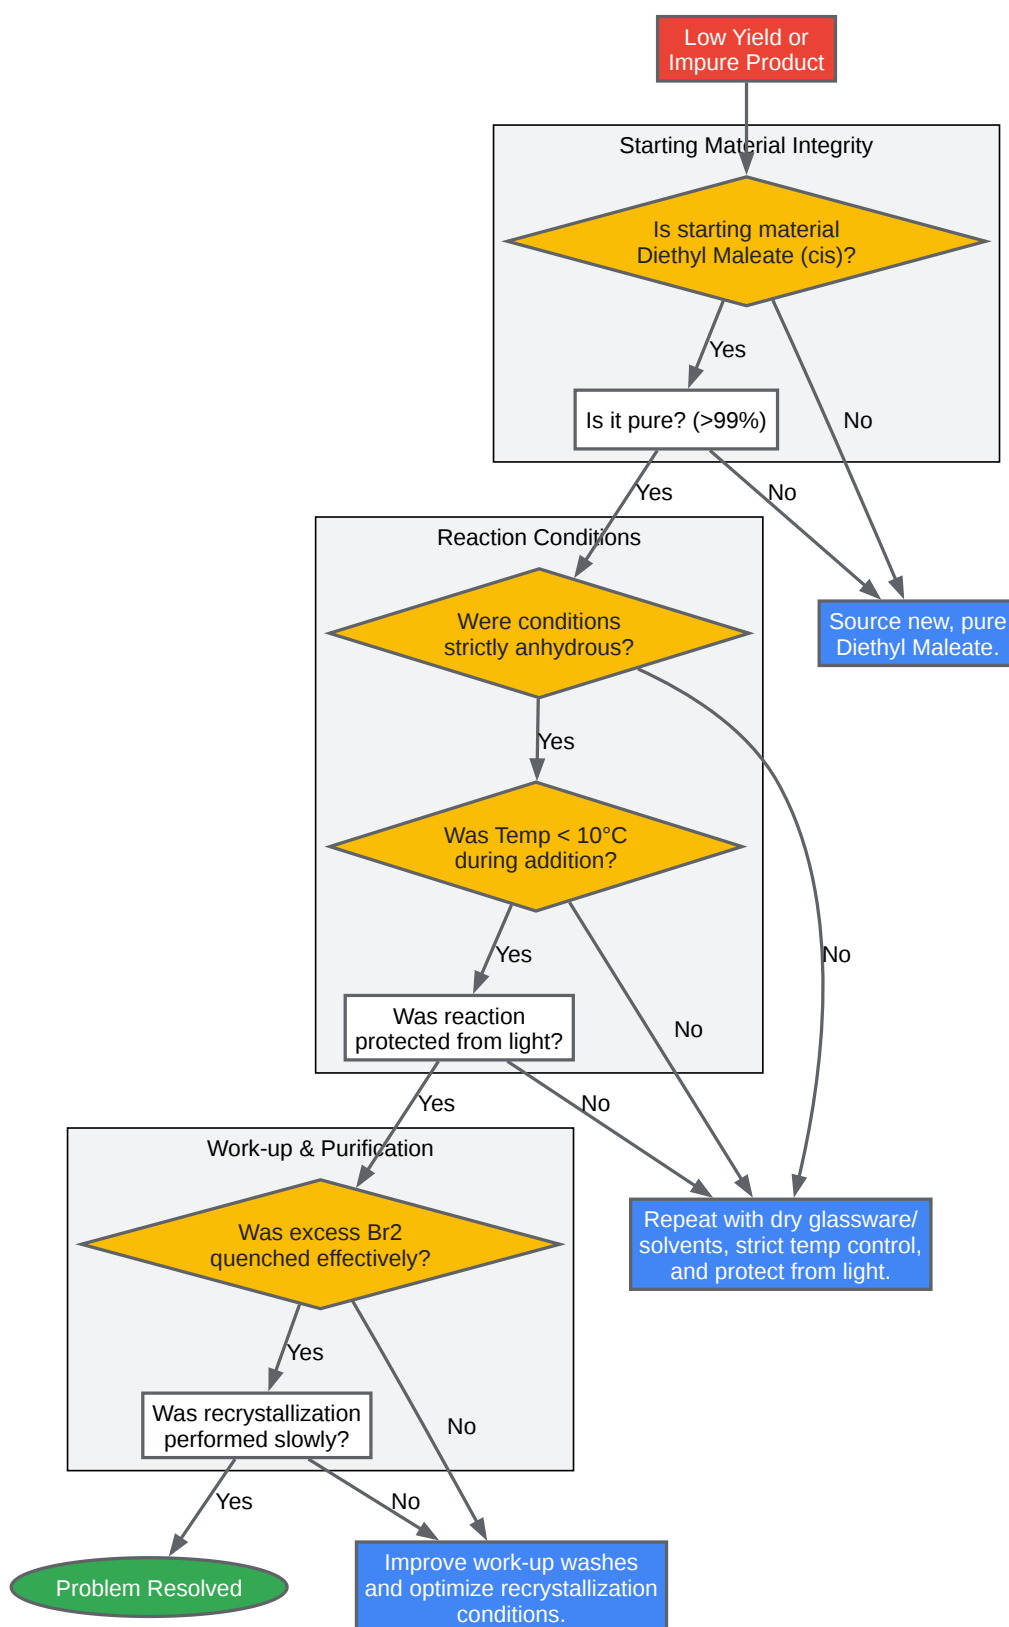 Low Yield or
Impure Product
Starting Material Integrity
Is starting material
Diethyl Maleate (cis)?
Yes
No
Is it pure? (>99%)
Yes
No
Reaction Conditions
Were conditions
strictly anhydrous?
Source new, pure
Diethyl Maleate.
Yes
Was Temp < 10°C
during addition?
Yes
No
Was reaction
protected from light?
No
Yes
No
Work-up & Purification
Was excess Br2
quenched effectively?
Repeat with dry glassware/
solvents, strict temp control,
and protect from light.
Yes
Was recrystallization
performed slowly?
No
Yes
No
Problem Resolved
Improve work-up washes
and optimize recrystallization
conditions.